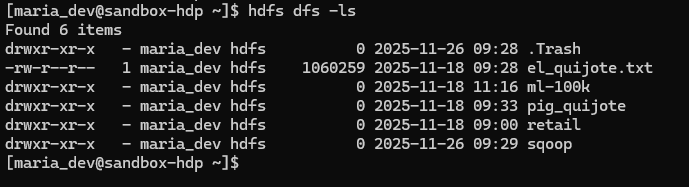 [maria_dev@sandbox-hdp ~]$ hdfs dfs -ls
Found 6 items
drwxr-xr-x   - maria_dev hdfs          0 2025-11-26 09:28 .Trash
-rw-r--r--   1 maria_dev hdfs    1060259 2025-11-18 09:28 el_quijote.txt
drwxr-xr-x   - maria_dev hdfs          0 2025-11-18 11:16 ml-100k
drwxr-xr-x   - maria_dev hdfs          0 2025-11-18 09:33 pig_quijote
drwxr-xr-x   - maria_dev hdfs          0 2025-11-18 09:00 retail
drwxr-xr-x   - maria_dev hdfs          0 2025-11-26 09:29 sqoop
[maria_dev@sandbox-hdp ~]$